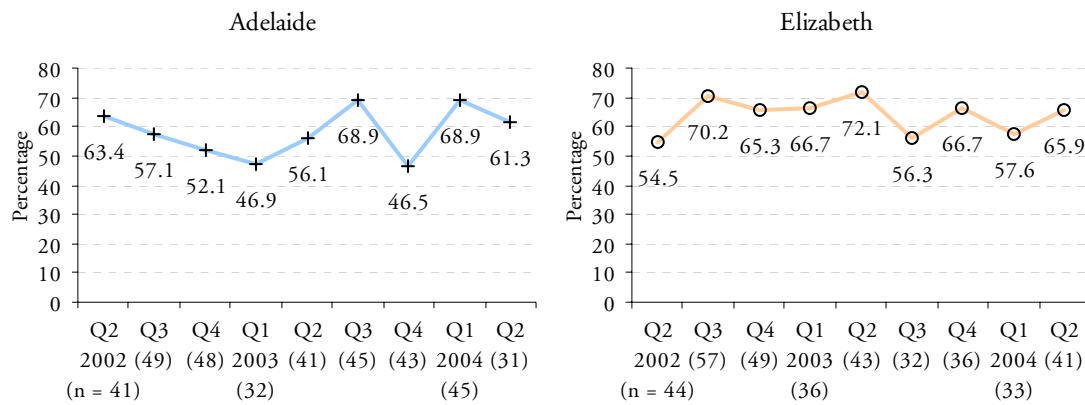 Adelaide
Percentage
80
70
60
50
40
30
20
10
0
63.4 57.1 52.1 46.9 56.1 68.9 46.5 68.9 61.3
Q2 Q3 Q4 Q1 Q2 Q3 Q4 Q1 Q2
2002 (49) (48) 2003 (41) (45) (43) 2004 (31)
(n = 41) (32) (45)
Elizabeth
Percentage
80
70
60
50
40
30
20
10
0
54.5 70.2 65.3 66.7 72.1 56.3 66.7 57.6 65.9
Q2 Q3 Q4 Q1 Q2 Q3 Q4 Q1 Q2
2002 (57) (49) 2003 (43) (32) (36) 2004 (41)
(n = 44) (36) (33)